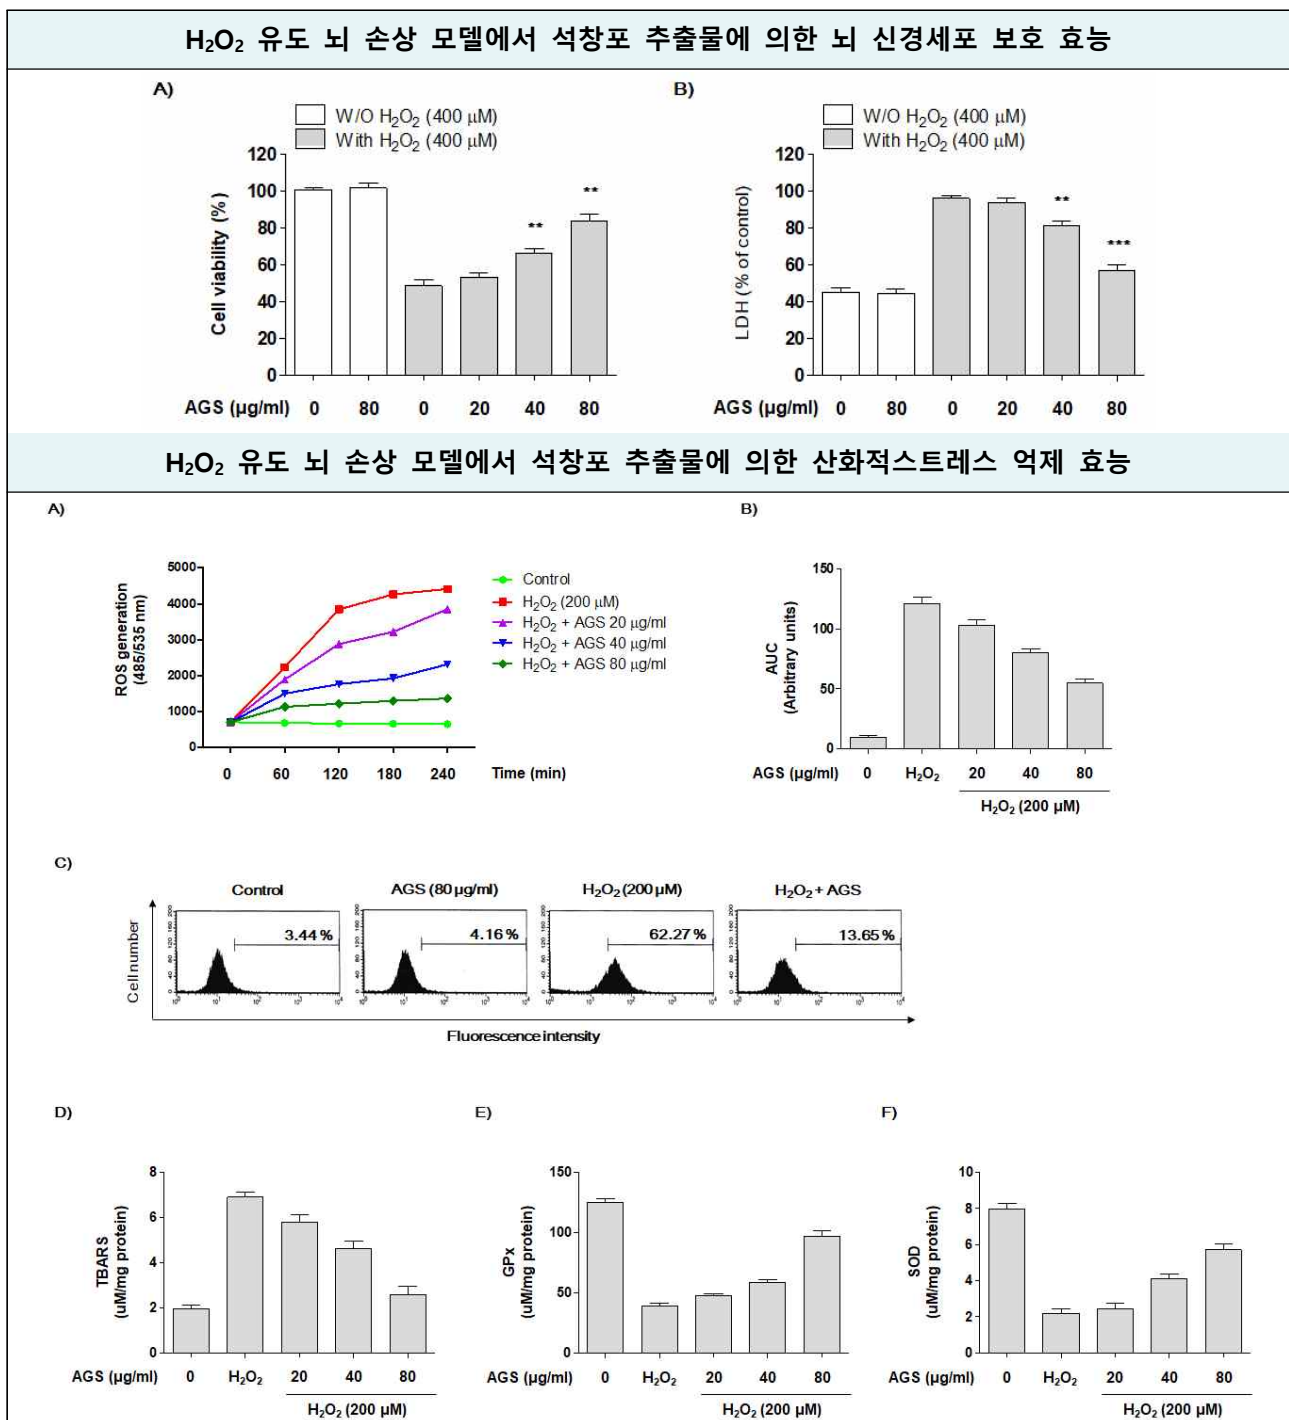 H₂O₂ 유도 뇌 손상 모델에서 석창포 추출물에 의한 뇌 신경세포 보호 효능
A)
W/O H₂O₂ (400 μM)
With H₂O₂ (400 μM)
Cell viability (%)
120
100
80
60
40
20
0
**
**
AGS (μg/ml) 0 80 0 20 40 80
B)
W/O H₂O₂ (400 μM)
With H₂O₂ (400 μM)
LDH (% of control)
120
100
80
60
40
20
0
**
***
AGS (μg/ml) 0 80 0 20 40 80
H₂O₂ 유도 뇌 손상 모델에서 석창포 추출물에 의한 산화적스트레스 억제 효능
A)
ROS generation
(485/535 nm)
5000
4000
3000
2000
1000
0
0 60 120 180 240 Time (min)
Control
H₂O₂ (200 μM)
H₂O₂ + AGS 20 μg/ml
H₂O₂ + AGS 40 μg/ml
H₂O₂ + AGS 80 μg/ml
B)
AUC
(Arbitrary units)
150
100
50
0
AGS (μg/ml) 0 H₂O₂ 20 40 80
H₂O₂ (200 μM)
C)
Control AGS (80 μg/ml) H₂O₂ (200 μM) H₂O₂ + AGS
3.44 % 4.16 % 62.27 % 13.65 %
Cell number
Fluorescence intensity
D)
TBARS
(uM/mg protein)
8
6
4
2
0
AGS (μg/ml) 0 H₂O₂ 20 40 80
H₂O₂ (200 μM)
E)
GPx
(uM/mg protein)
150
100
50
0
AGS (μg/ml) 0 H₂O₂ 20 40 80
H₂O₂ (200 μM)
F)
SOD
(uM/mg protein)
10
8
6
4
2
0
AGS (μg/ml) 0 H₂O₂ 20 40 80
H₂O₂ (200 μM)